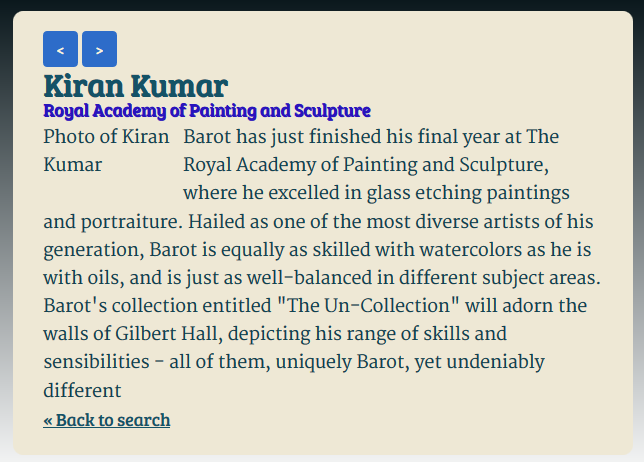 < >
Kiran Kumar
Royal Academy of Painting and Sculpture
Photo of Kiran
Kumar
Barot has just finished his final year at The
Royal Academy of Painting and Sculpture,
where he excelled in glass etching paintings
and portraiture. Hailed as one of the most diverse artists of his
generation, Barot is equally as skilled with watercolors as he is
with oils, and is just as well-balanced in different subject areas.
Barot's collection entitled "The Un-Collection" will adorn the
walls of Gilbert Hall, depicting his range of skills and
sensibilities - all of them, uniquely Barot, yet undeniably
different
« Back to search